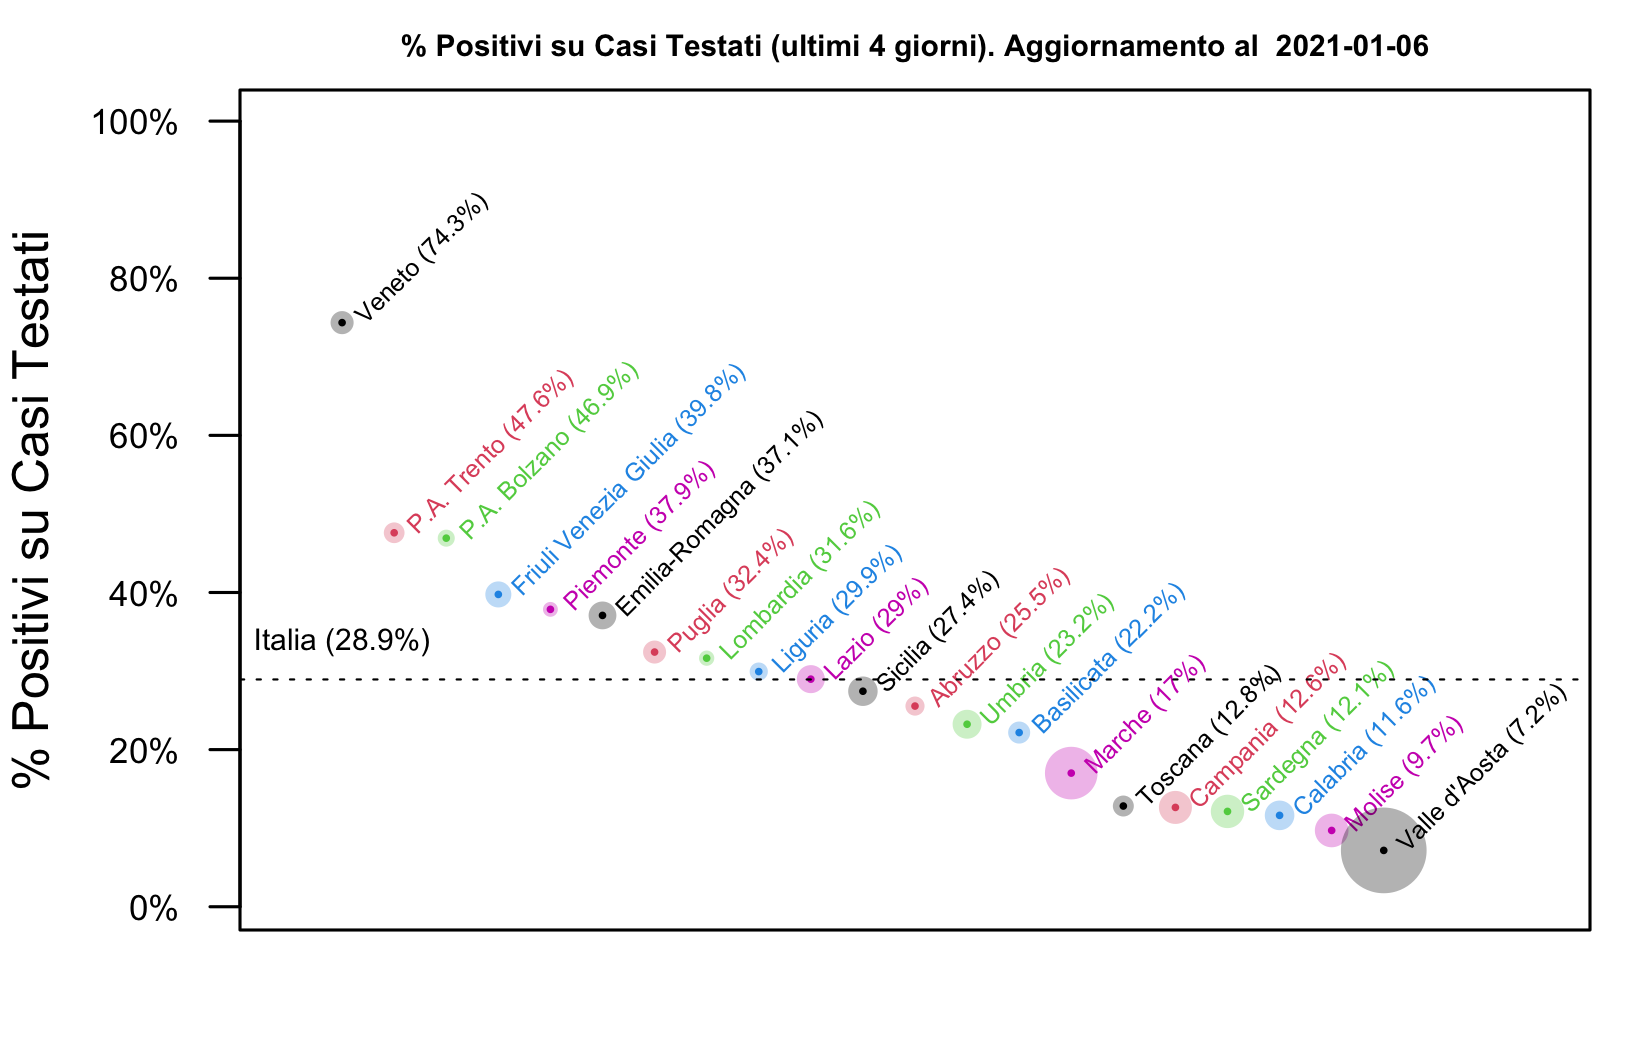 % Positivi su Casi Testati (ultimi 4 giorni). Aggiornamento al  2021-01-06
% Positivi su Casi Testati
100%
80%
60%
40%
20%
0%
Italia (28.9%)
Veneto (74.3%)
P.A. Trento (47.6%)
P.A. Bolzano (46.9%)
Friuli Venezia Giulia (39.8%)
Piemonte (37.9%)
Emilia-Romagna (37.1%)
Puglia (32.4%)
Lombardia (31.6%)
Liguria (29.9%)
Lazio (29%)
Sicilia (27.4%)
Abruzzo (25.5%)
Umbria (23.2%)
Basilicata (22.2%)
Marche (17%)
Toscana (12.8%)
Campania (12.6%)
Sardegna (12.1%)
Calabria (11.6%)
Molise (9.7%)
Valle d'Aosta (7.2%)